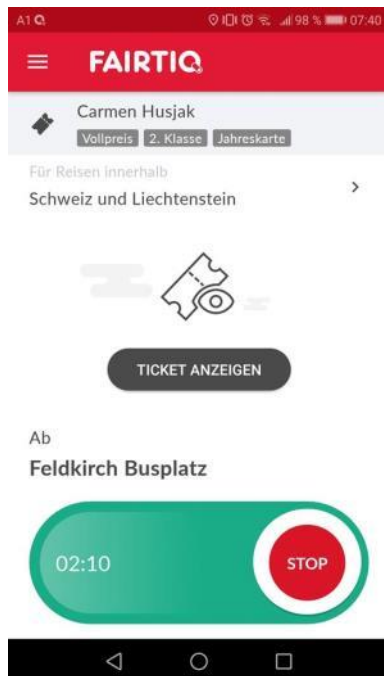 A1 98 % 07:40
FAIRTIQ
Carmen Husjak
Vollpreis 2. Klasse Jahreskarte
Für Reisen innerhalb
Schweiz und Liechtenstein
TICKET ANZEIGEN
Ab
Feldkirch Busplatz
02:10 STOP